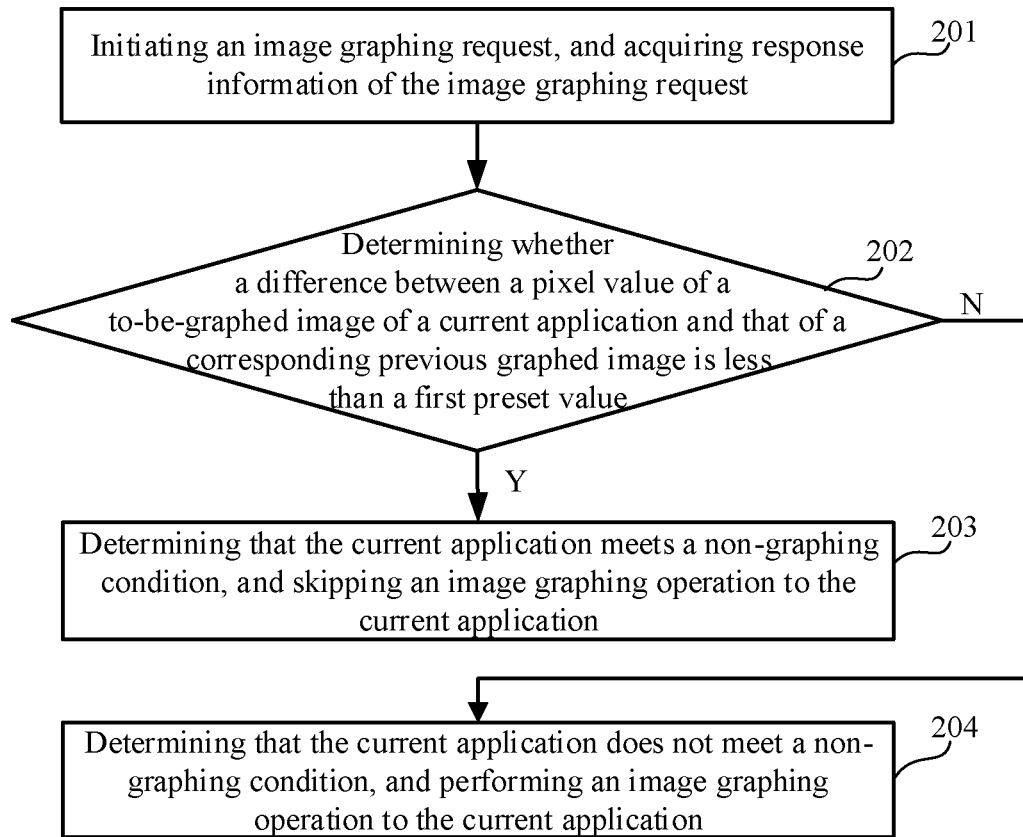 Initiating an image graphing request, and acquiring response
information of the image graphing request
201
Determining whether
a difference between a pixel value of a
to-be-graphed image of a current application and that of a
corresponding previous graphed image is less
than a first preset value
202
N
Y
Determining that the current application meets a non-graphing
condition, and skipping an image graphing operation to the
current application
203
Determining that the current application does not meet a non-
graphing condition, and performing an image graphing
operation to the current application
204